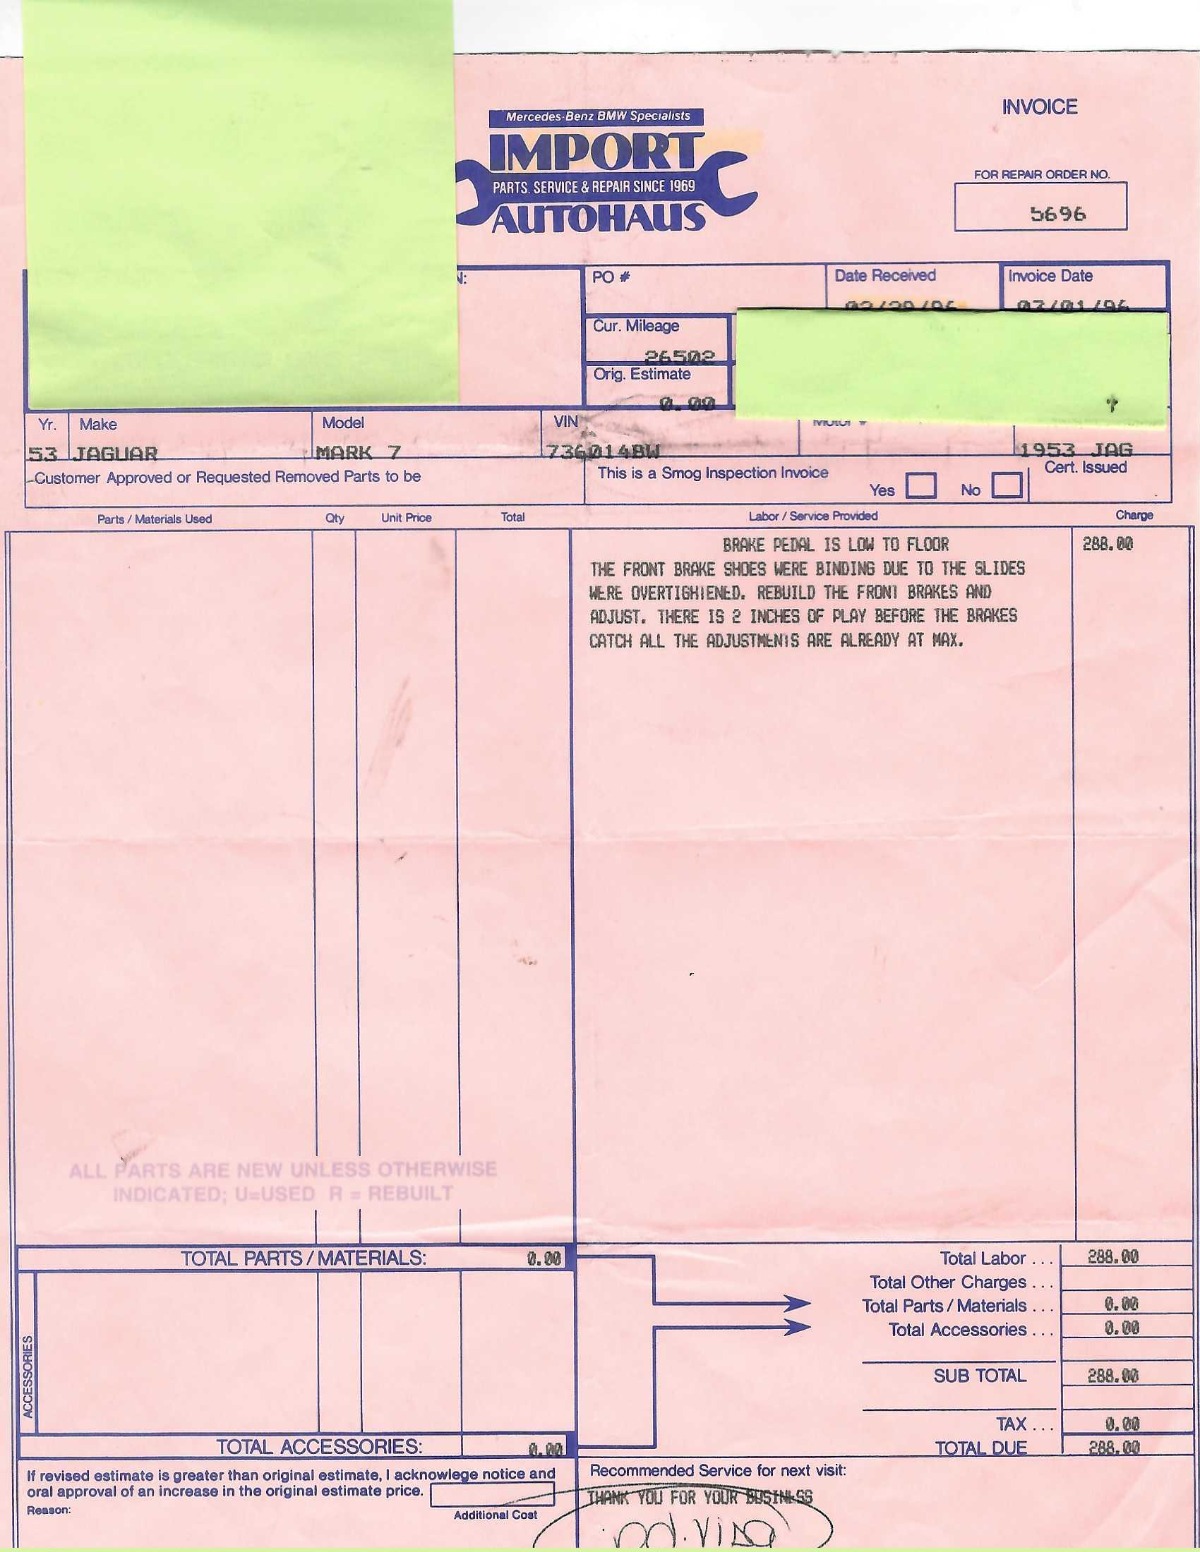 Mercedes-Benz BMW Specialists
IMPORT
PARTS, SERVICE & REPAIR SINCE 1969
AUTOHAUS
INVOICE
FOR REPAIR ORDER NO.
5696
N:
PO #
Date Received
Invoice Date
03/01/96
Cur. Mileage
26502
Orig. Estimate
0.00
Yr. Make Model VIN Motor #
53 JAGUAR MARK 7 736014BW 1953 JAG
Customer Approved or Requested Removed Parts to be
This is a Smog Inspection Invoice
Yes No
Cert. Issued
Parts / Materials Used Qty Unit Price Total Labor / Service Provided Charge
BRAKE PEDAL IS LOW TO FLOOR 288.00
THE FRONT BRAKE SHOES WERE BINDING DUE TO THE SLIDES
WERE OVERTIGHTENED. REBUILD THE FRONT BRAKES AND
ADJUST. THERE IS 2 INCHES OF PLAY BEFORE THE BRAKES
CATCH ALL THE ADJUSTMENTS ARE ALREADY AT MAX.
ALL PARTS ARE NEW UNLESS OTHERWISE
INDICATED; U=USED R = REBUILT
TOTAL PARTS / MATERIALS: 0.00
ACCESSORIES
TOTAL ACCESSORIES: 0.00
Total Labor . . . 288.00
Total Other Charges . . .
Total Parts / Materials . . . 0.00
Total Accessories . . . 0.00
SUB TOTAL 288.00
TAX . . . 0.00
TOTAL DUE 288.00
If revised estimate is greater than original estimate, I acknowlege notice and
oral approval of an increase in the original estimate price.
Reason:
Additional Cost
Recommended Service for next visit:
THANK YOU FOR YOUR BUSINESS